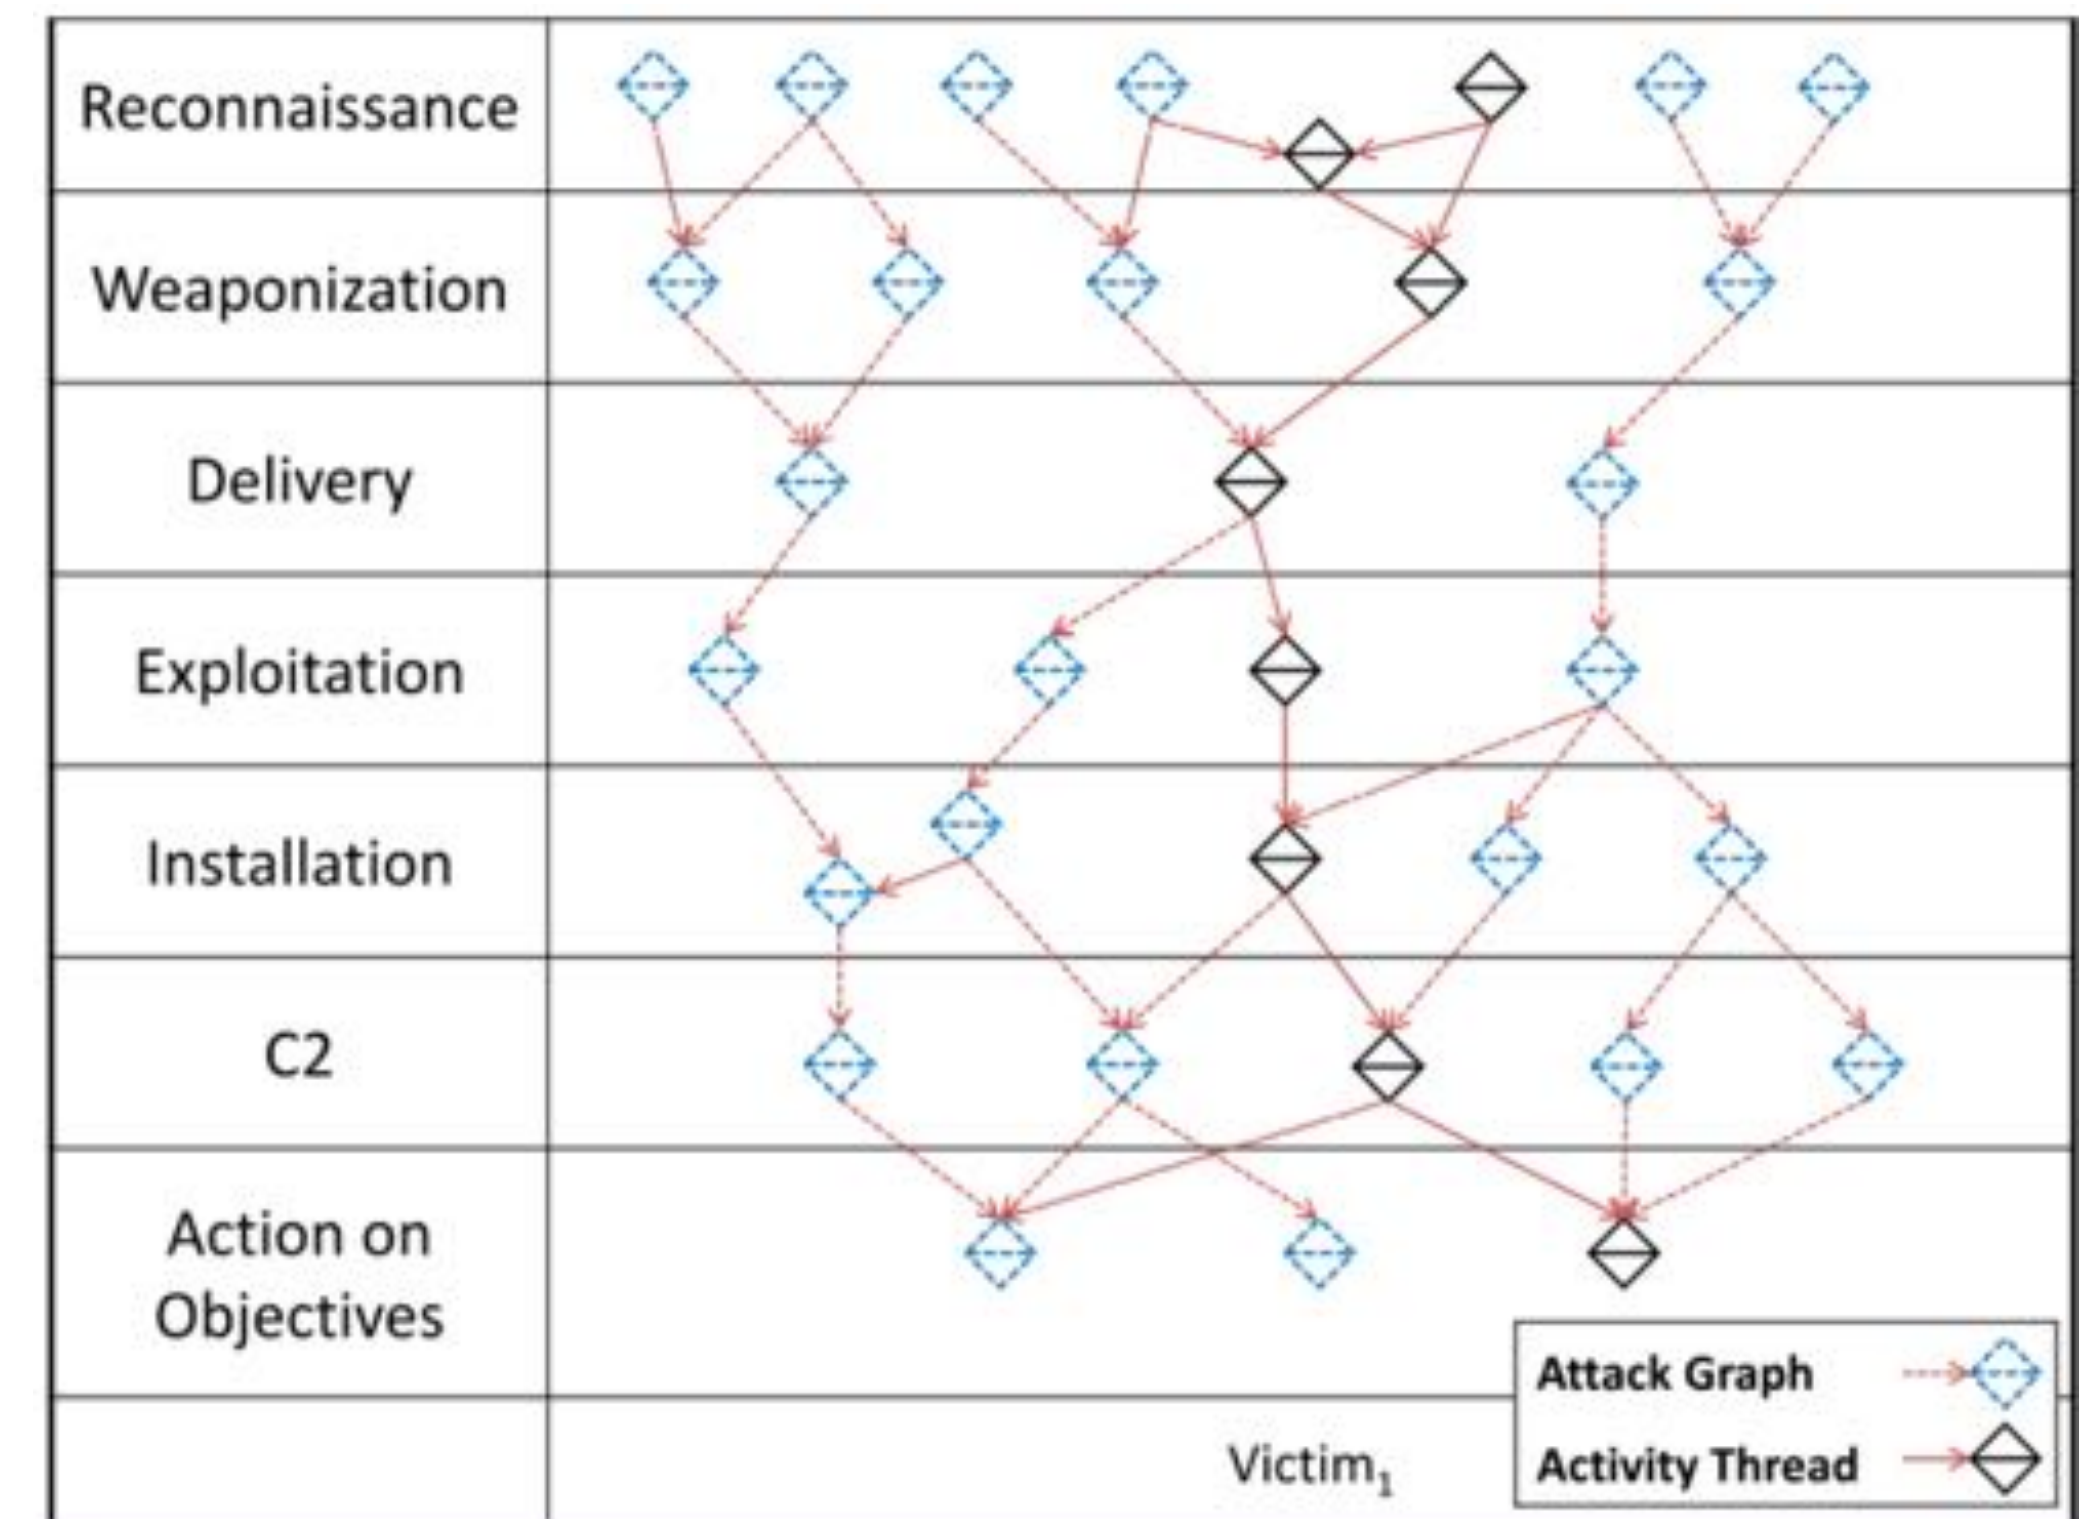 Reconnaissance
Weaponization
Delivery
Exploitation
Installation
C2
Action on
Objectives
Victim₁
Attack Graph
Activity Thread